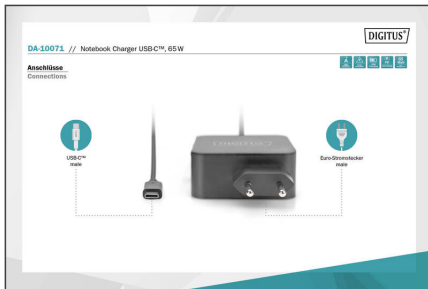 DIGITUS®
DA-10071 // Notebook Charger USB-C™, 65 W
Anschlüsse
Connections
USB-C™
male
Euro-Stromstecker
male